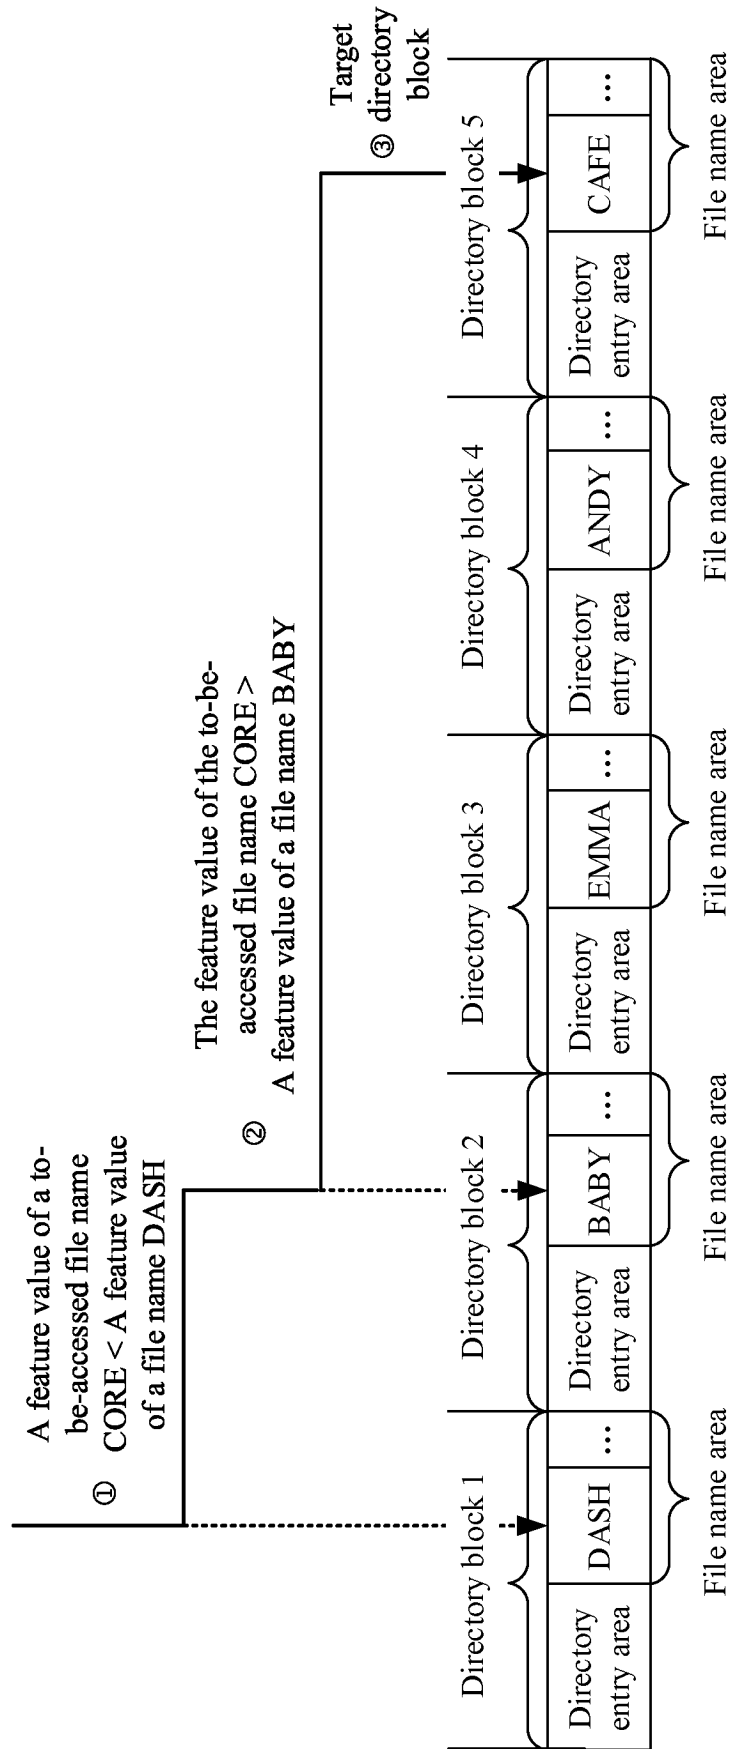 A feature value of a to-
be-accessed file name
CORE < A feature value
of a file name DASH
①
The feature value of the to-be-
accessed file name CORE >
A feature value of a file name BABY
②
Target
directory
block
③
Directory block 1
Directory block 2
Directory block 3
Directory block 4
Directory block 5
Directory
entry area
DASH
...
Directory
entry area
BABY
...
Directory
entry area
EMMA
...
Directory
entry area
ANDY
...
Directory
entry area
CAFE
...
File name area
File name area
File name area
File name area
File name area